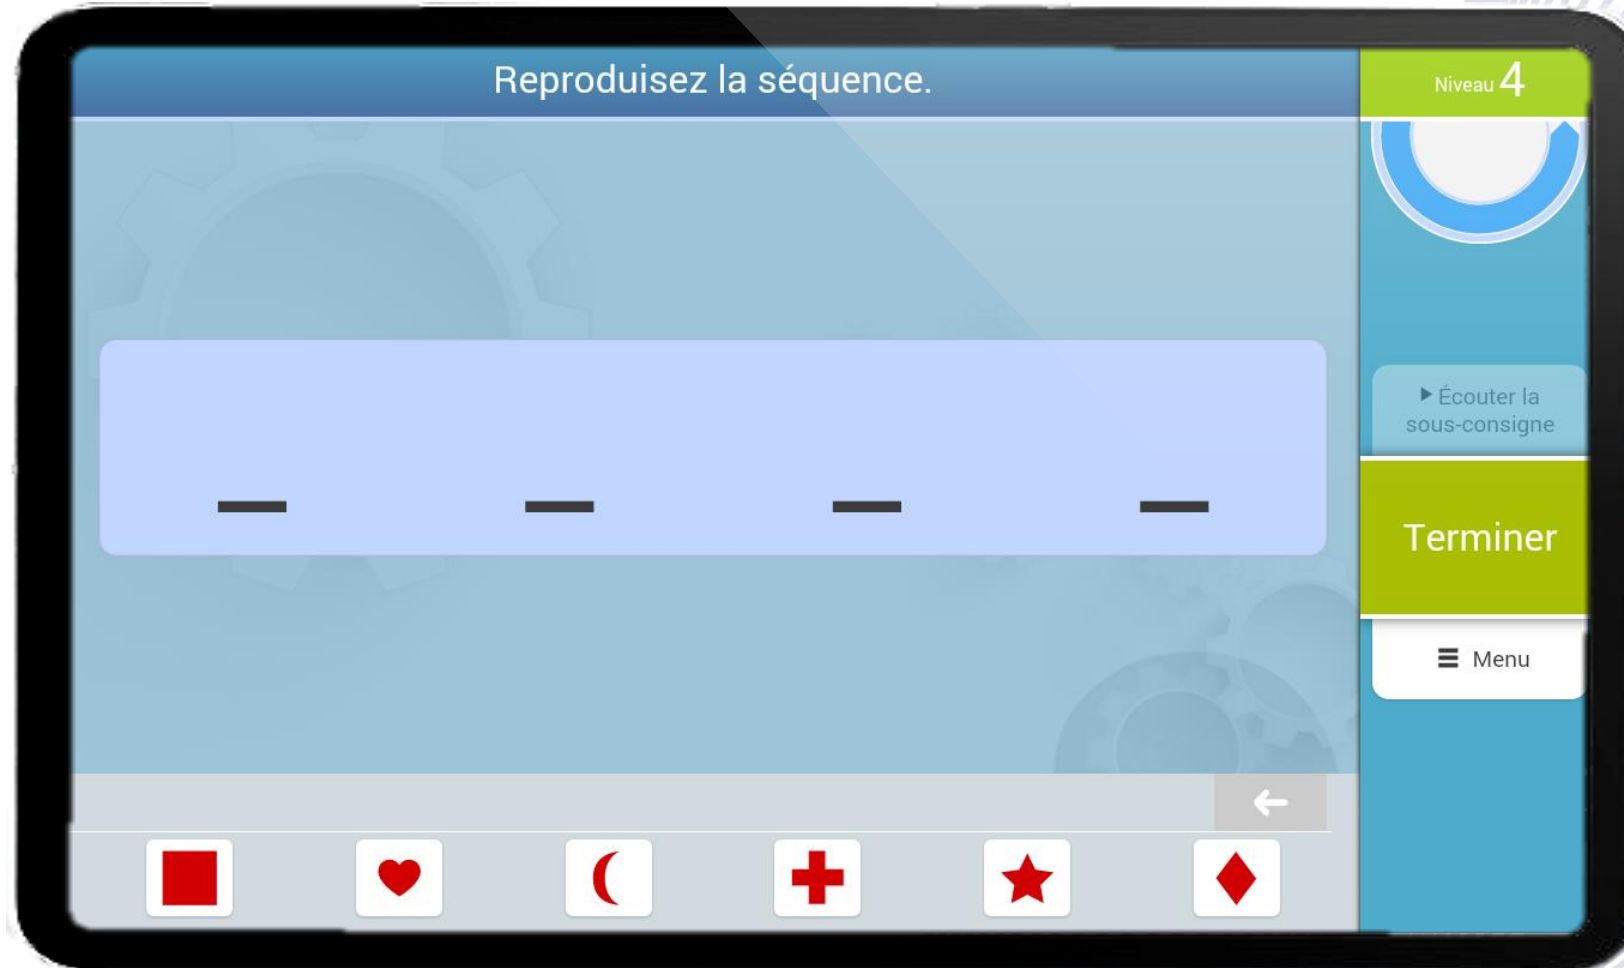 Reproduisez la séquence.
Niveau 4
Écouter la
sous-consigne
Terminer
Menu